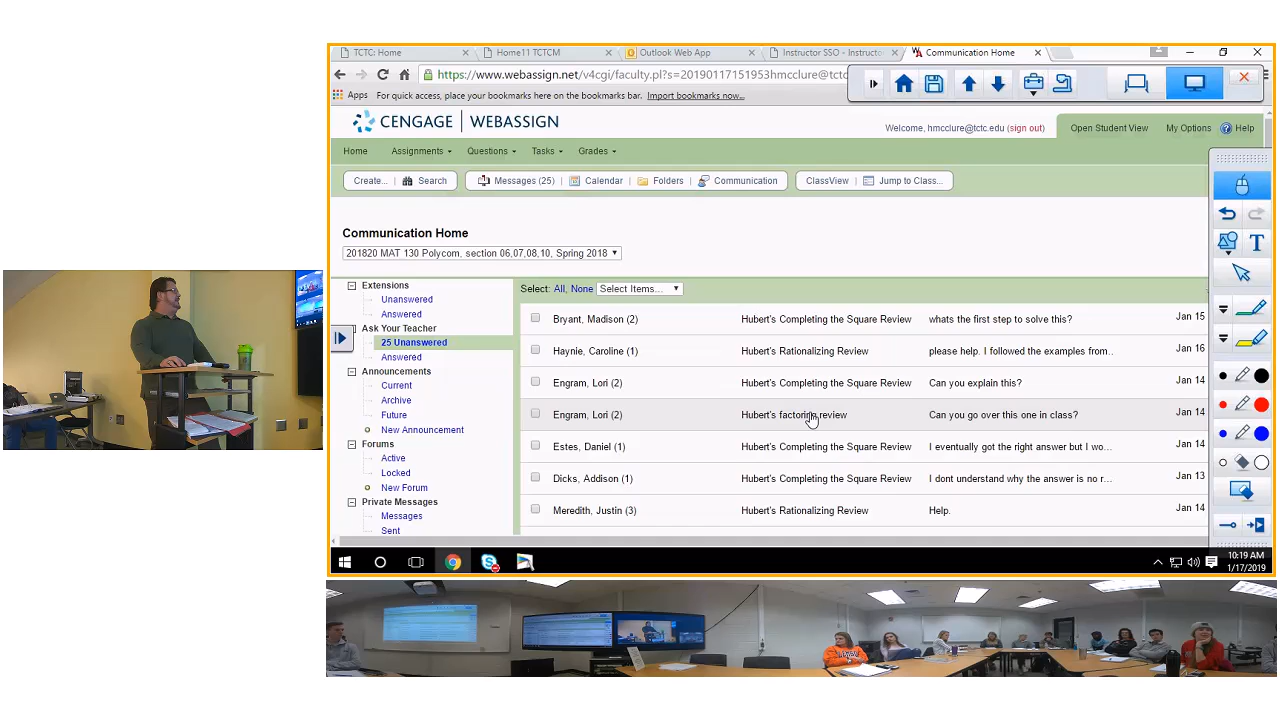 TCTC: Home
Home11 TCTCM
Outlook Web App
Instructor SSO - Instructo
Communication Home
https://www.webassign.net/v4cgi/faculty.pl?s=20190117151953hmcclure@tctc
Apps For quick access, place your bookmarks here on the bookmarks bar. Import bookmarks now...
CENGAGE | WEBASSIGN
Welcome, hmcclure@tctc.edu (sign out) Open Student View My Options Help
Home Assignments Questions Tasks Grades
Create... Search Messages (25) Calendar Folders Communication ClassView Jump to Class...
T
Communication Home
201820 MAT 130 Polycom, section 06,07,08,10, Spring 2018
Extensions
Unanswered
Answered
Ask Your Teacher
25 Unanswered
Answered
Announcements
Current
Archive
Future
New Announcement
Forums
Active
Locked
New Forum
Private Messages
Messages
Sent
Select: All, None Select Items...
Bryant, Madison (2) Hubert's Completing the Square Review whats the first step to solve this? Jan 15
Haynie, Caroline (1) Hubert's Rationalizing Review please help. I followed the examples from.. Jan 16
Engram, Lori (2) Hubert's Completing the Square Review Can you explain this? Jan 14
Engram, Lori (2) Hubert's factoring review Can you go over this one in class? Jan 14
Estes, Daniel (1) Hubert's Completing the Square Review I eventually got the right answer but I wo... Jan 14
Dicks, Addison (1) Hubert's Completing the Square Review I dont understand why the answer is no r... Jan 13
Meredith, Justin (3) Hubert's Rationalizing Review Help. Jan 14
10:19 AM
1/17/2019